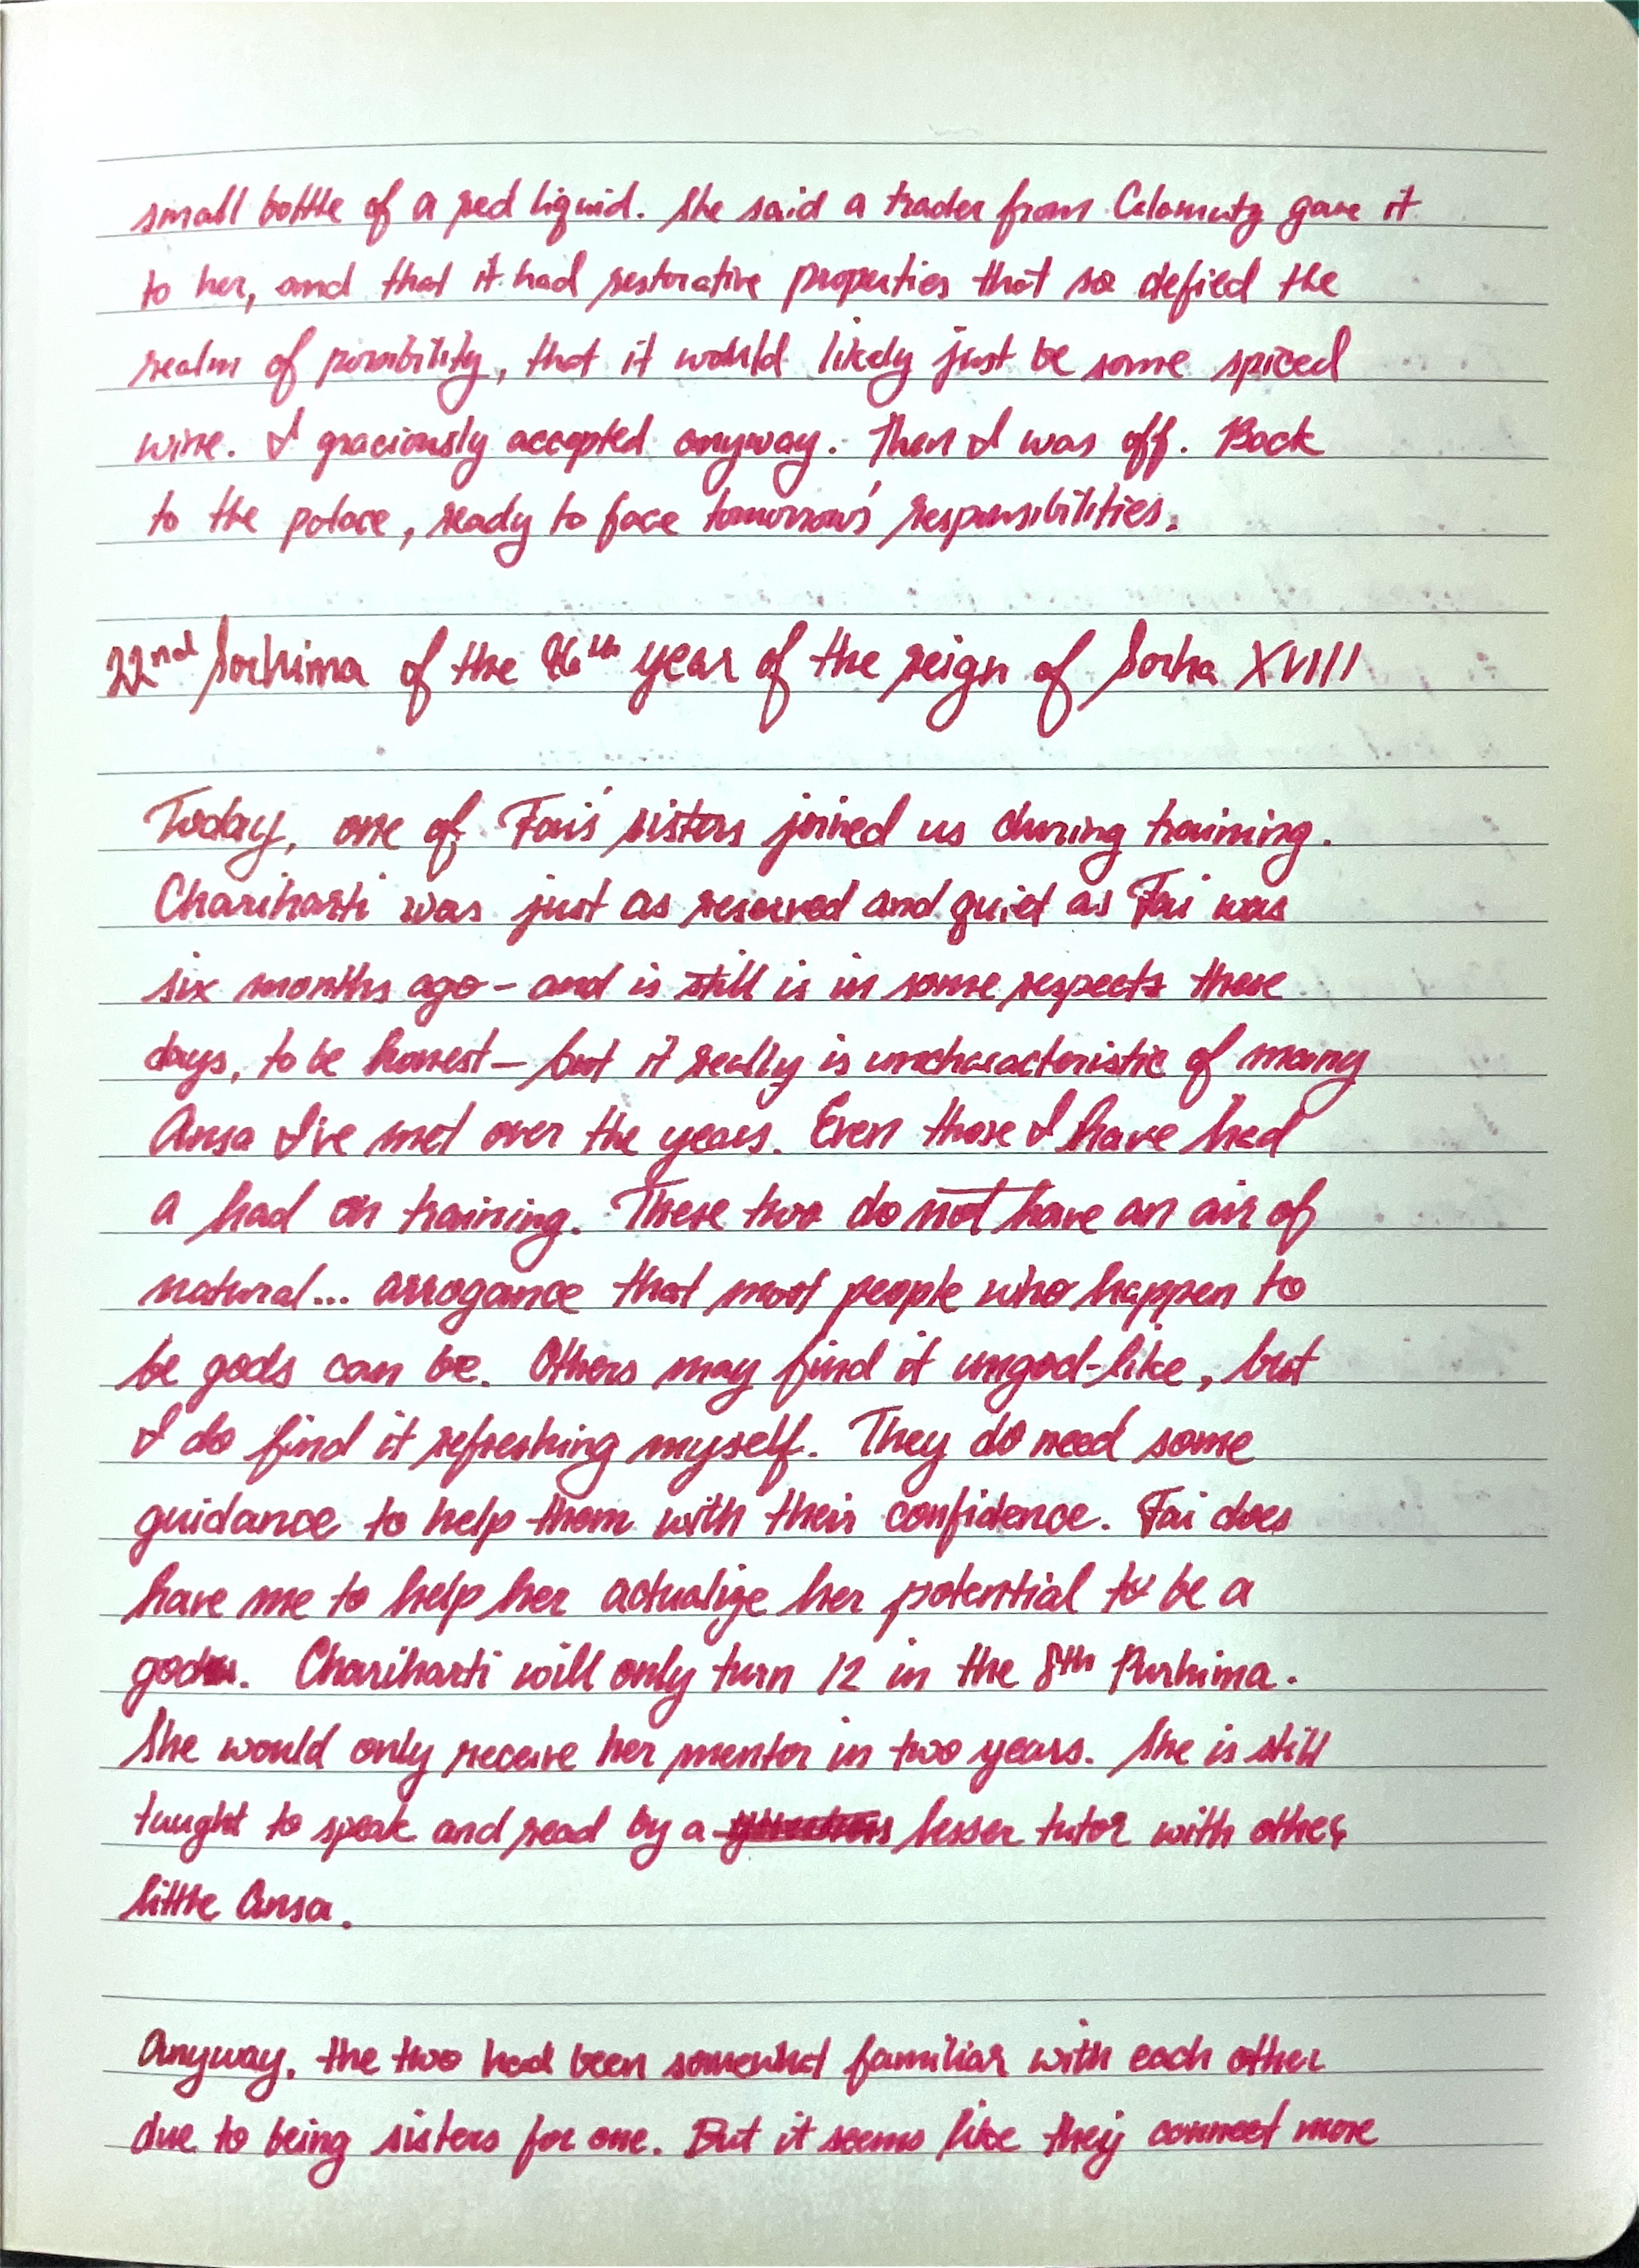 small bottle of a red liquid. She said a trader from Calamutz gave it
to her, and that it had restorative properties that so defied the
realm of possibility, that it would likely just be some spiced
wine. I graciously accepted anyway. Then I was off. Back
to the palace, ready to face tomorrow's responsibilities.
22nd Sorhima of the 96th year of the reign of Sorha XVIII
Today, one of Fai's sisters joined us during training.
Chariharti was just as reserved and quiet as Fai was
six months ago – and is still is in some respects these
days, to be honest – but it really is uncharacteristic of many
Ansa I've met over the years. Even those I have had
a had on training. These two do not have an air of
natural... arrogance that most people who happen to
be gods can be. Others may find it ungod-like, but
I do find it refreshing myself. They do need some
guidance to help them with their confidence. Fai does
have me to help her actualize her potential to be a
god. Chariharti will only turn 12 in the 8th Purhima.
She would only receive her mentor in two years. She is still
taught to speak and read by a lesser tutor with other
little Ansa.
Anyway, the two had been somewhat familiar with each other
due to being sisters for one. But it seems like they connect more